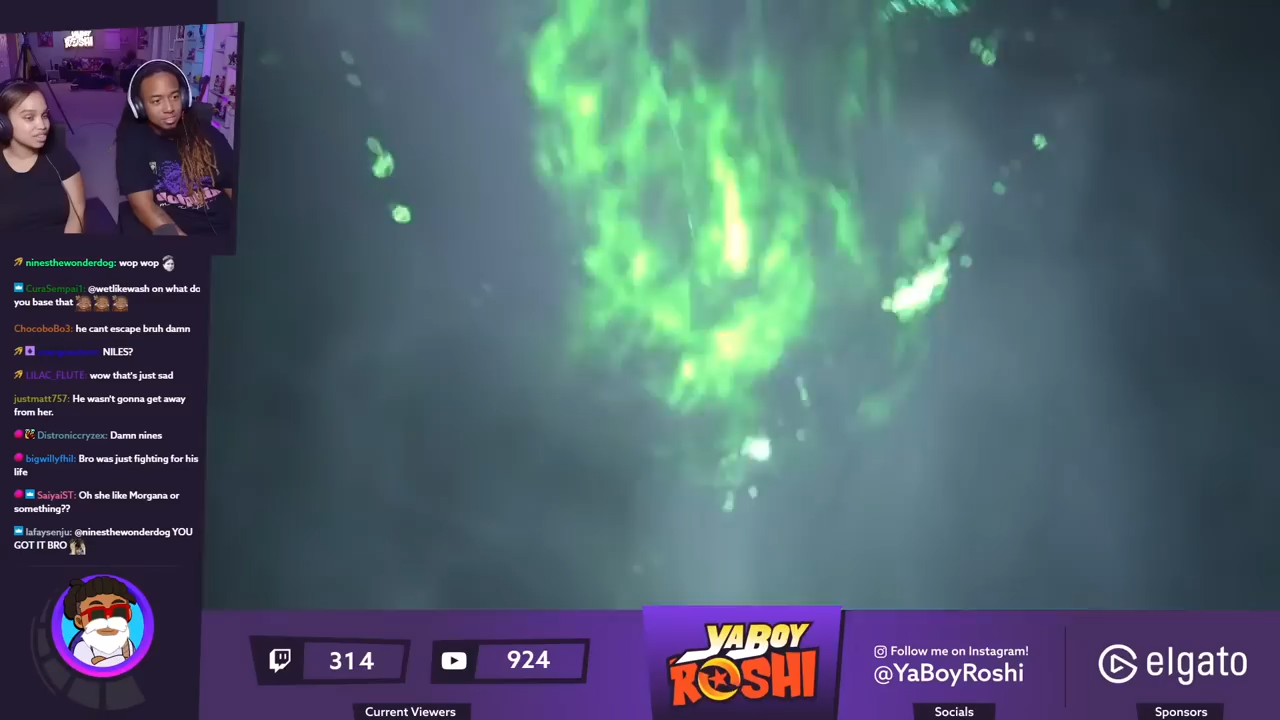 YABOY
ROSHI
ninesthewonderdog: wop wop
CuraSempai1: @wetlikewash on what do
you base that
ChocoboBo3: he cant escape bruh damn
NILES?
LILAC_FLUTE: wow that's just sad
justmatt757: He wasn't gonna get away
from her.
Distroniccryzex: Damn nines
bigwillyfhil: Bro was just fighting for his
life
SaiyaiST: Oh she like Morgana or
something??
lafaysenju: @ninesthewonderdog YOU
GOT IT BRO
314
924
Current Viewers
YABOY
ROSHI
Follow me on Instagram!
@YaBoyRoshi
Socials
elgato
Sponsors